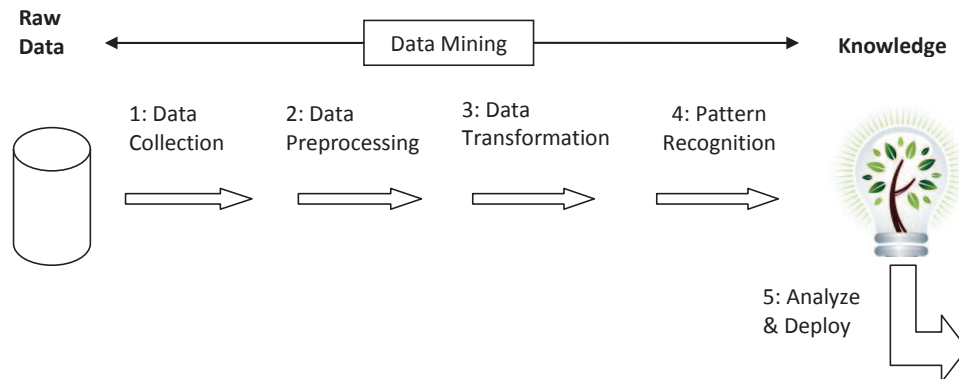 Raw
Data
Data Mining
Knowledge
1: Data
Collection
2: Data
Preprocessing
3: Data
Transformation
4: Pattern
Recognition
5: Analyze
& Deploy